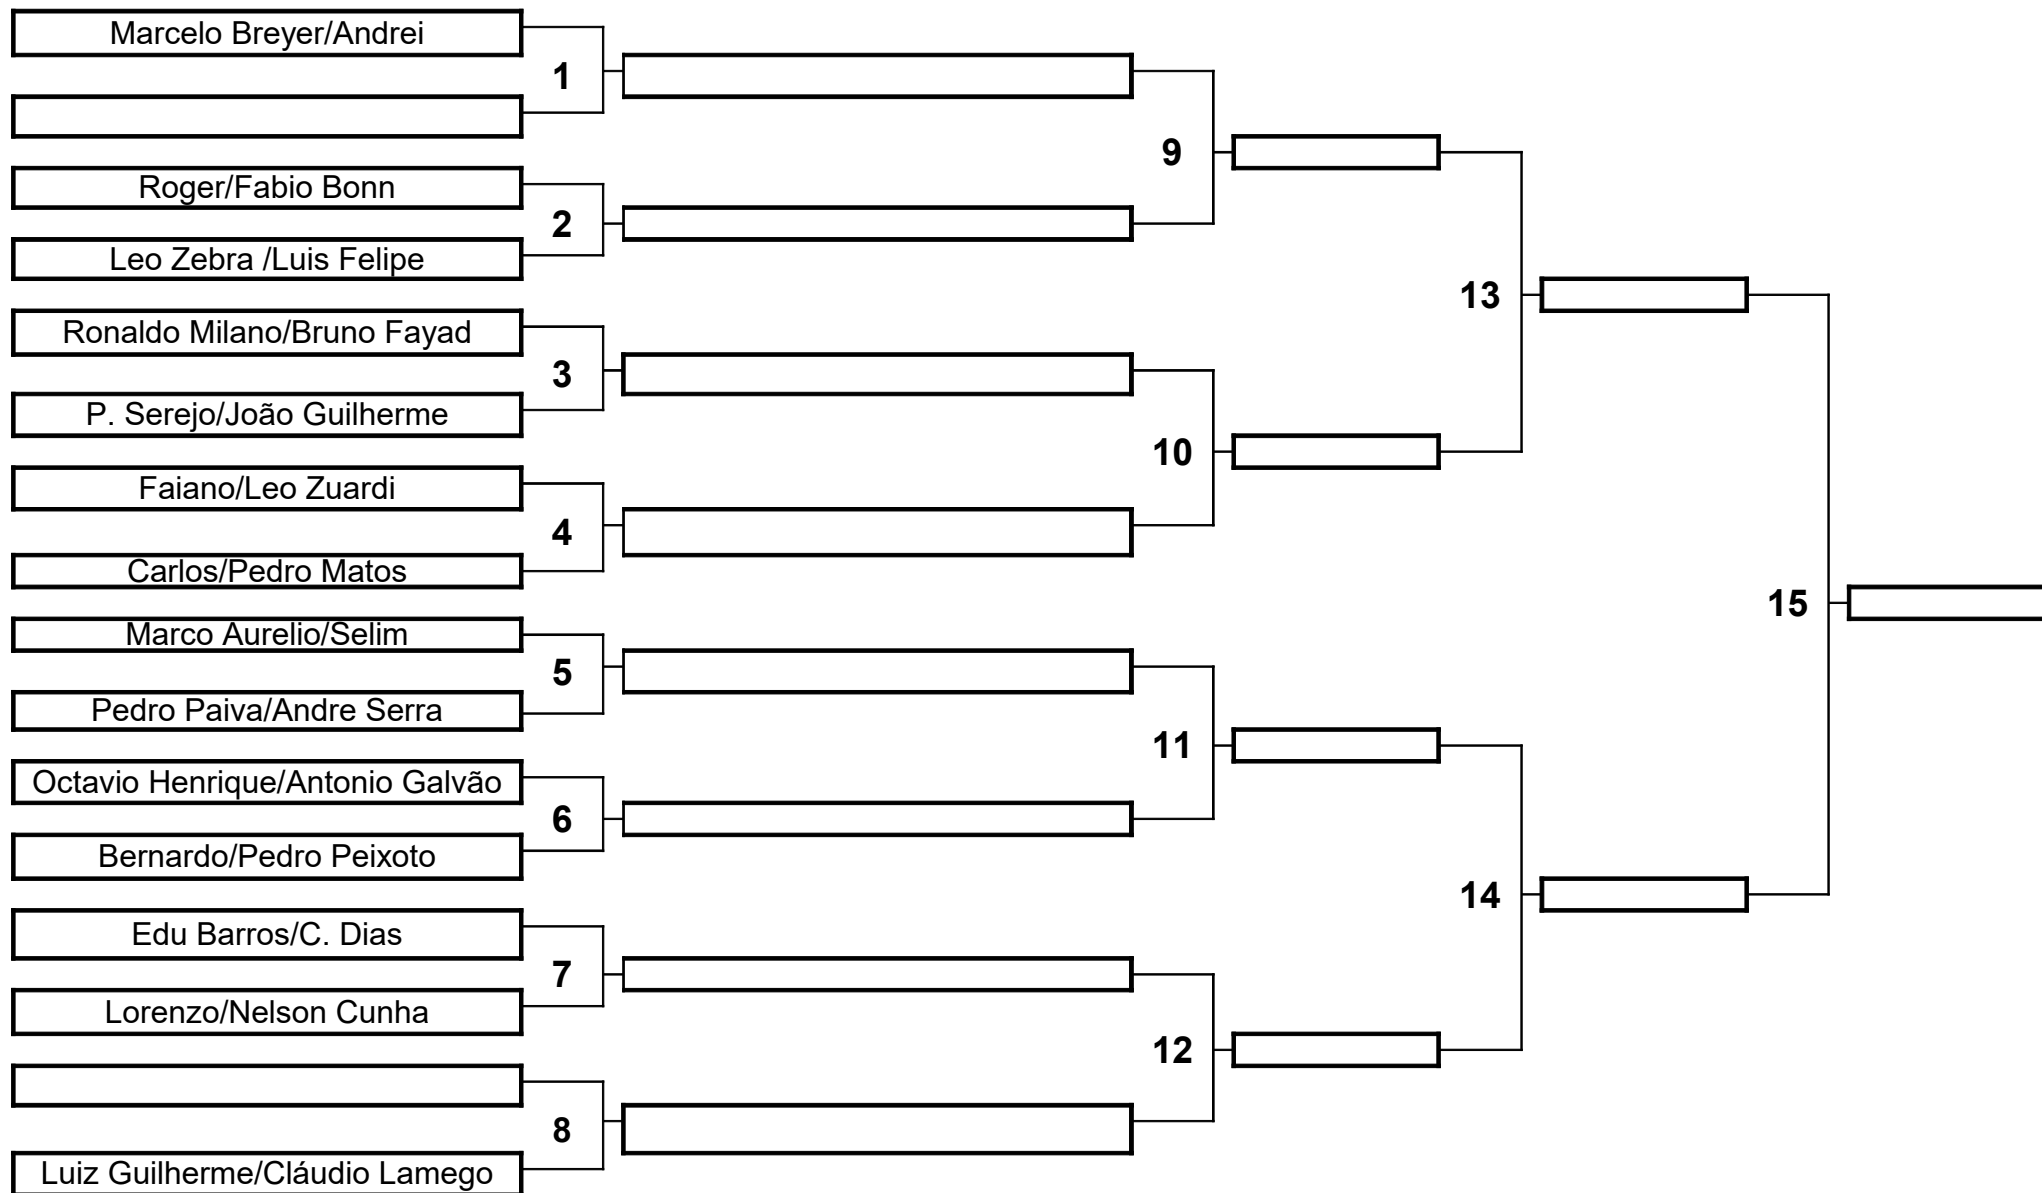 Marcelo Breyer/Andrei
1
9
Roger/Fabio Bonn
2
Leo Zebra /Luis Felipe
13
Ronaldo Milano/Bruno Fayad
3
P. Serejo/João Guilherme
10
Faiano/Leo Zuardi
4
Carlos/Pedro Matos
15
Marco Aurelio/Selim
5
Pedro Paiva/Andre Serra
11
Octavio Henrique/Antonio Galvão
6
Bernardo/Pedro Peixoto
14
Edu Barros/C. Dias
7
Lorenzo/Nelson Cunha
12
8
Luiz Guilherme/Cláudio Lamego